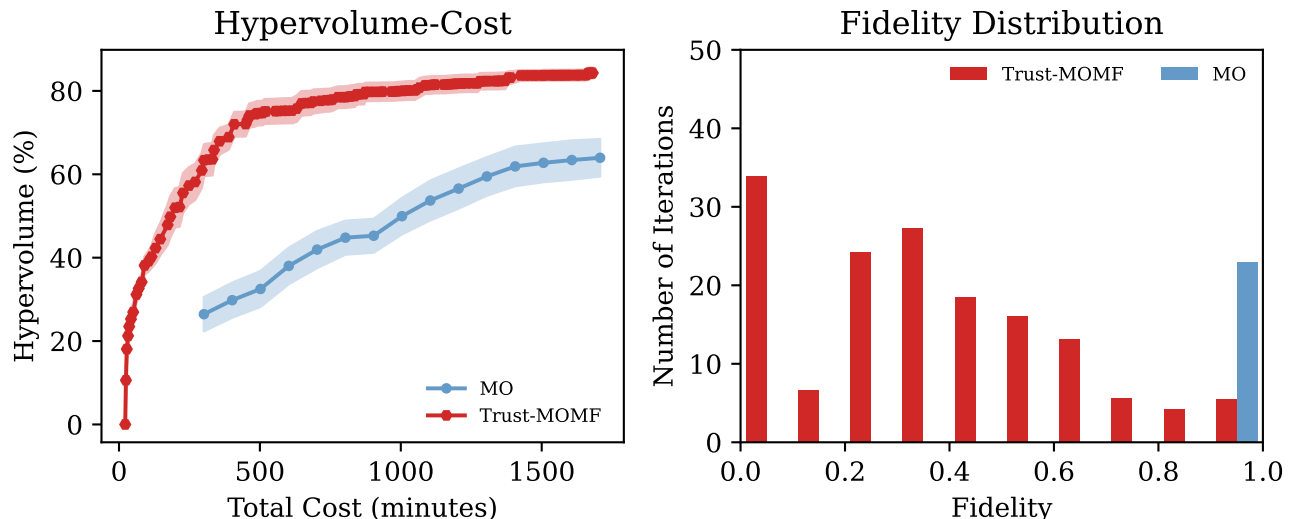 Hypervolume-Cost
Hypervolume (%)
80
60
40
20
0
0 500 1000 1500
Total Cost (minutes)
MO
Trust-MOMF
Fidelity Distribution
Number of Iterations
50
40
30
20
10
0
0.0 0.2 0.4 0.6 0.8 1.0
Fidelity
Trust-MOMF MO